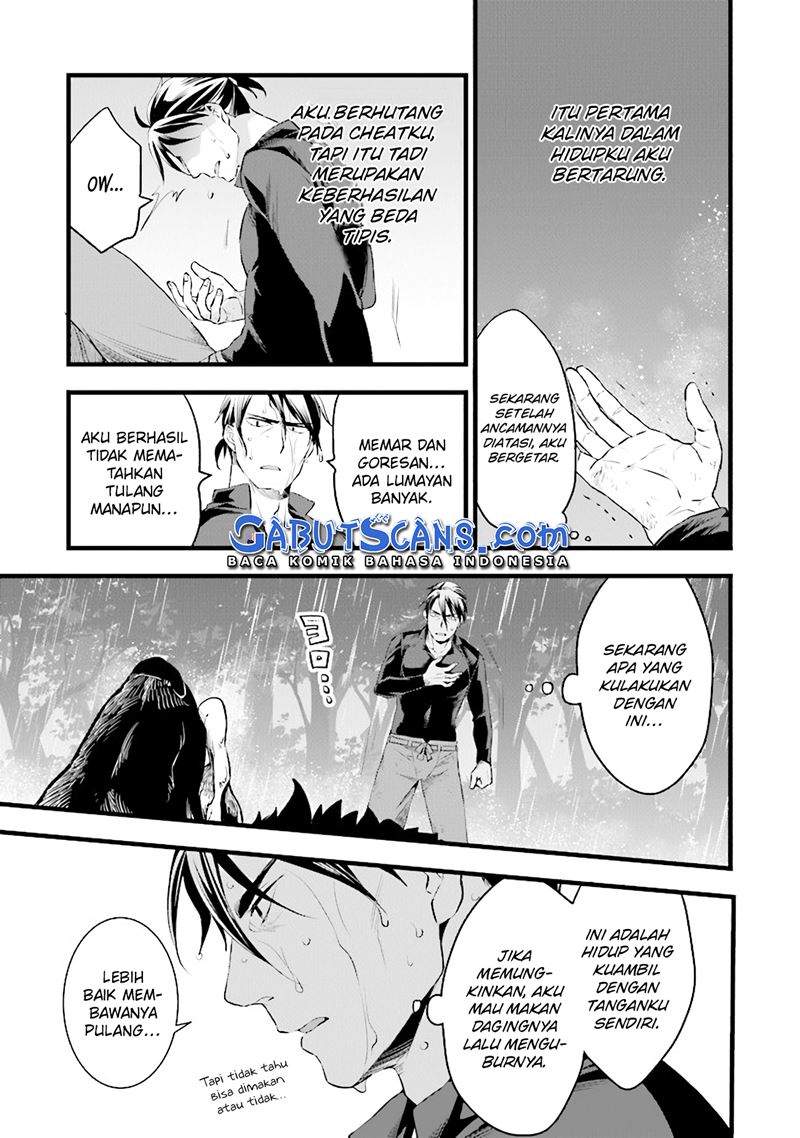 ITU PERTAMA
KALINYA DALAM
HIDUPKU AKU
BERTARUNG.
SEKARANG
SETELAH
ANCAMANNYA
DIATASI, AKU
BERGETAR.
AKU BERHUTANG
PADA CHEATKU,
TAPI ITU TADI
MERUPAKAN
KEBERHASILAN
YANG BEDA
TIPIS.
OW...
MEMAR DAN
GORESAN...
ADA LUMAYAN
BANYAK.
AKU BERHASIL
TIDAK MEMA-
TAHKAN
TULANG
MANAPUN...
GABUTSCANS.com
BACA KOMIK BAHASA INDONESIA
SEKARANG
APA YANG
KULAKUKAN
DENGAN
INI...
ヨロ...
INI ADALAH
HIDUP YANG
KUAMBIL
DENGAN
TANGANKU
SENDIRI.
JIKA
MEMUNG-
KINKAN, AKU
MAU MAKAN
DAGINGNYA
LALU MENGU-
BURNYA.
LEBIH
BAIK MEM-
BAWANYA
PULANG...
Tapi tidak tahu
bisa dimakan
atau tidak...